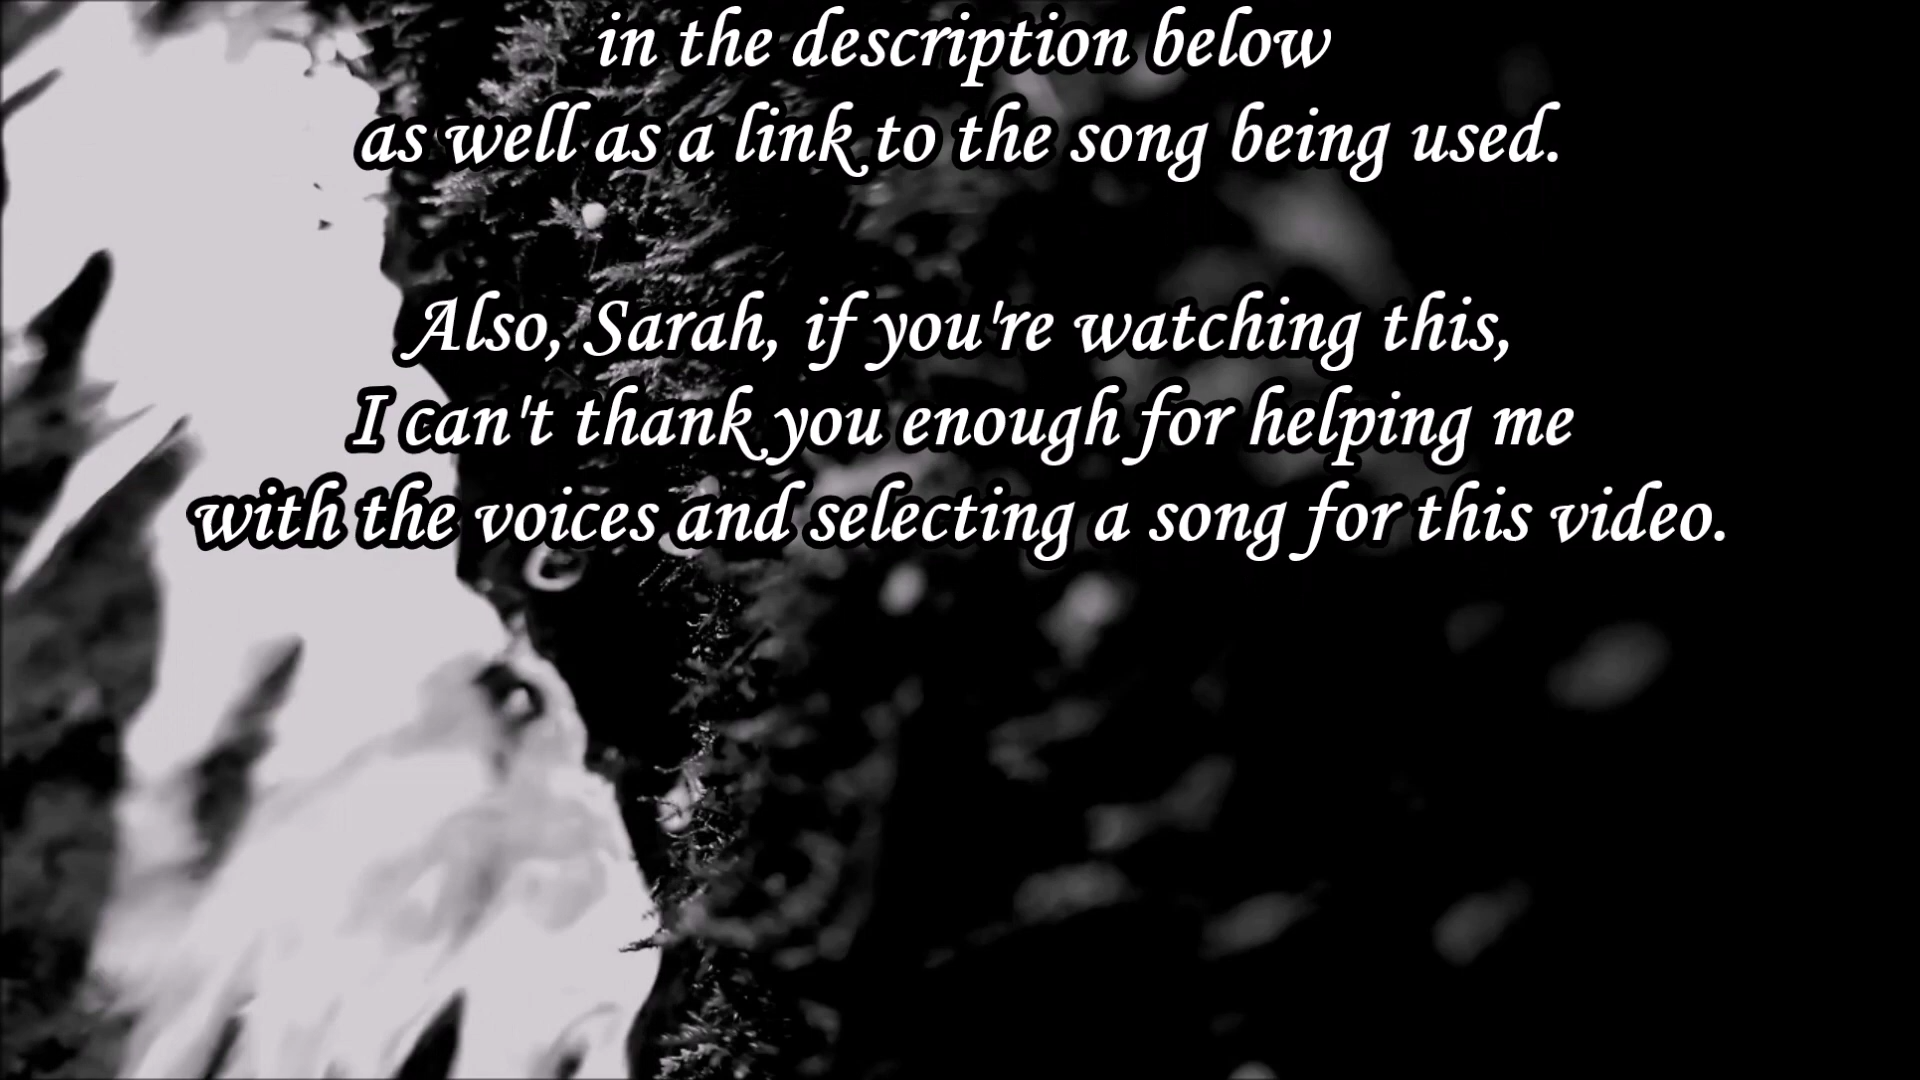 in the description below
as well as a link to the song being used.
Also, Sarah, if you're watching this,
I can't thank you enough for helping me
with the voices and selecting a song for this video.